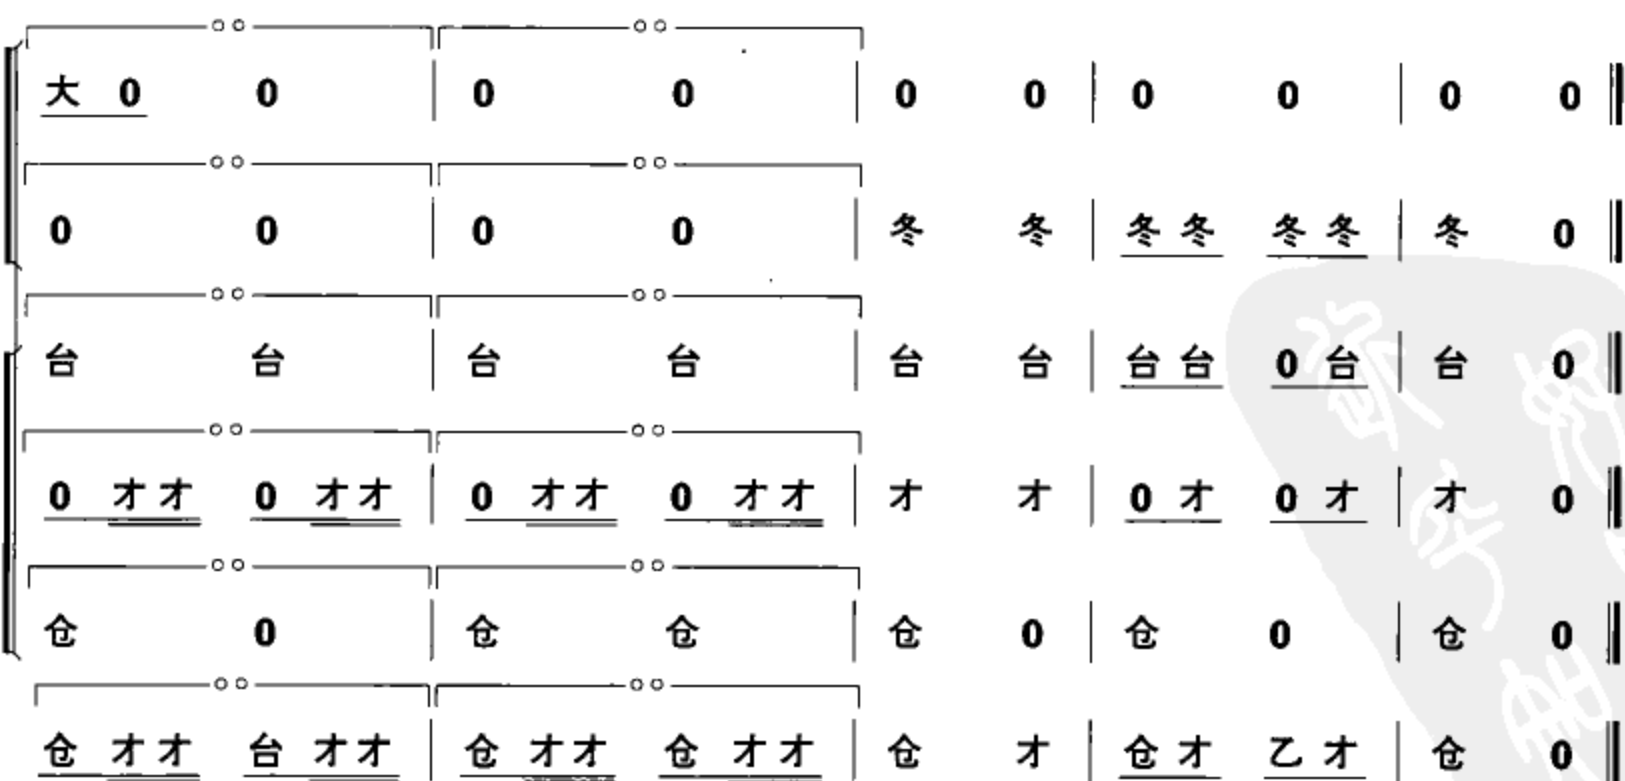 大 0 0 | 0 0 | 0 0 | 0 0 | 0 0
0 0 | 0 0 | 冬 冬 | 冬 冬 冬 冬 | 冬 0
台 台 | 台 台 | 台 台 | 台 台 0 台 | 台 0
0 才 才 0 才 才 | 0 才 才 0 才 才 | 才 才 | 0 才 0 才 | 才 0
仓 0 | 仓 仓 | 仓 0 | 仓 0 | 仓 0
仓 才 才 台 才 才 | 仓 才 才 仓 才 才 | 仓 才 | 仓 才 乙 才 | 仓 0